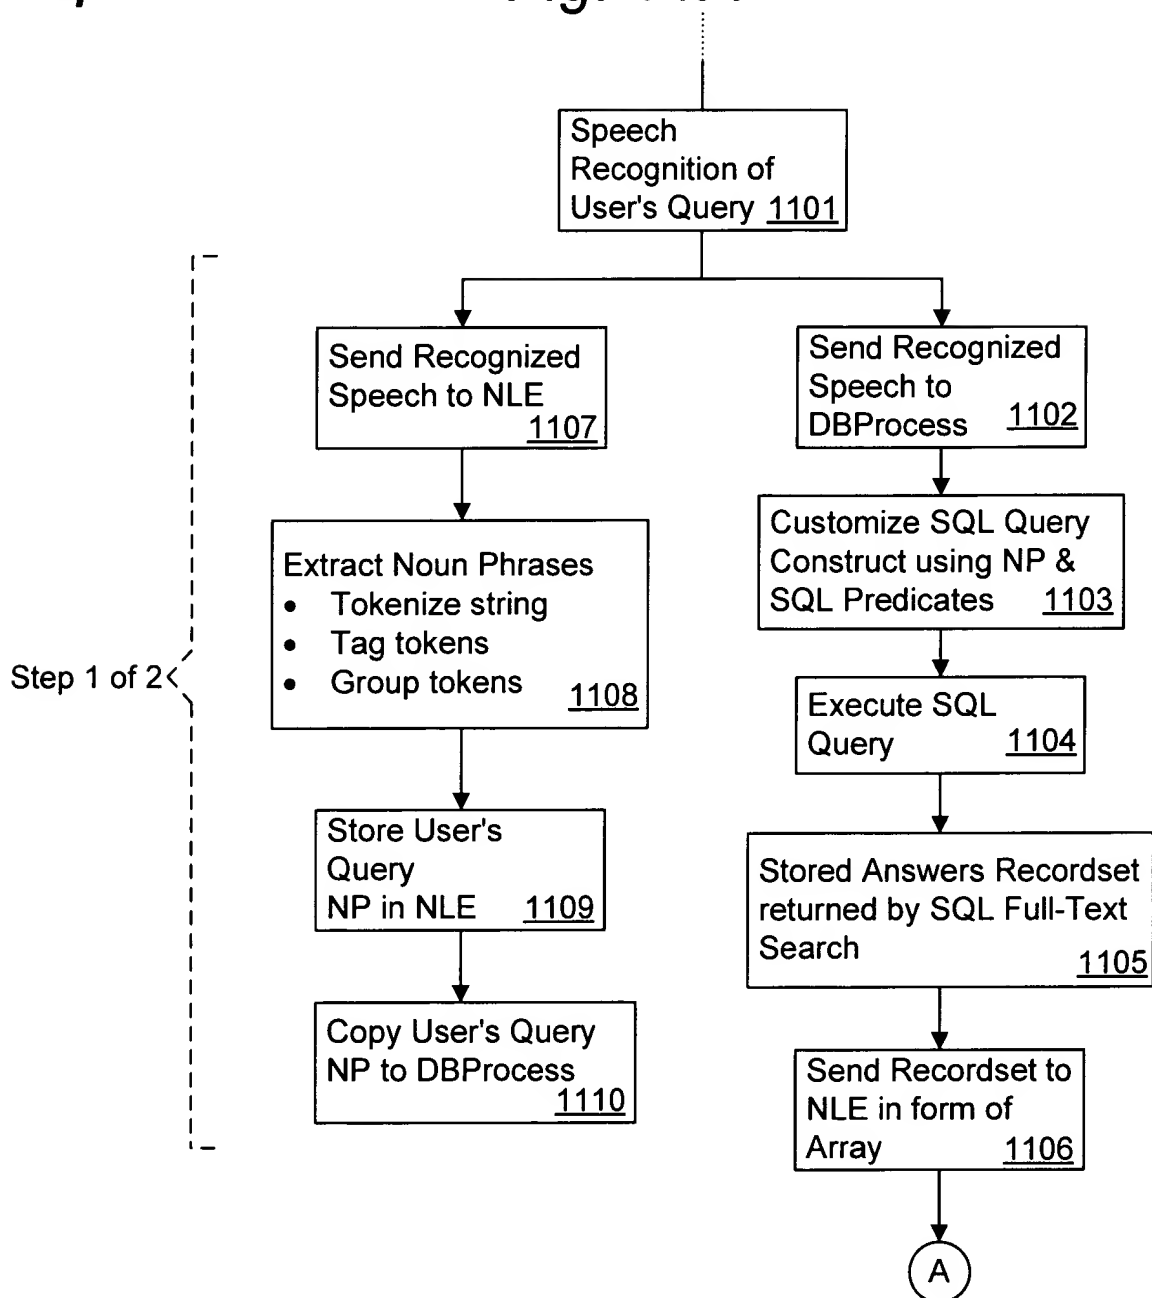 Speech
Recognition of
User's Query 1101
Send Recognized
Speech to NLE
1107
Send Recognized
Speech to
DBProcess 1102
Extract Noun Phrases
• Tokenize string
• Tag tokens
• Group tokens 1108
Customize SQL Query
Construct using NP &
SQL Predicates 1103
Step 1 of 2
Execute SQL
Query 1104
Store User's
Query
NP in NLE 1109
Stored Answers Recordset
returned by SQL Full-Text
Search
1105
Copy User's Query
NP to DBProcess
1110
Send Recordset to
NLE in form of
Array 1106
A